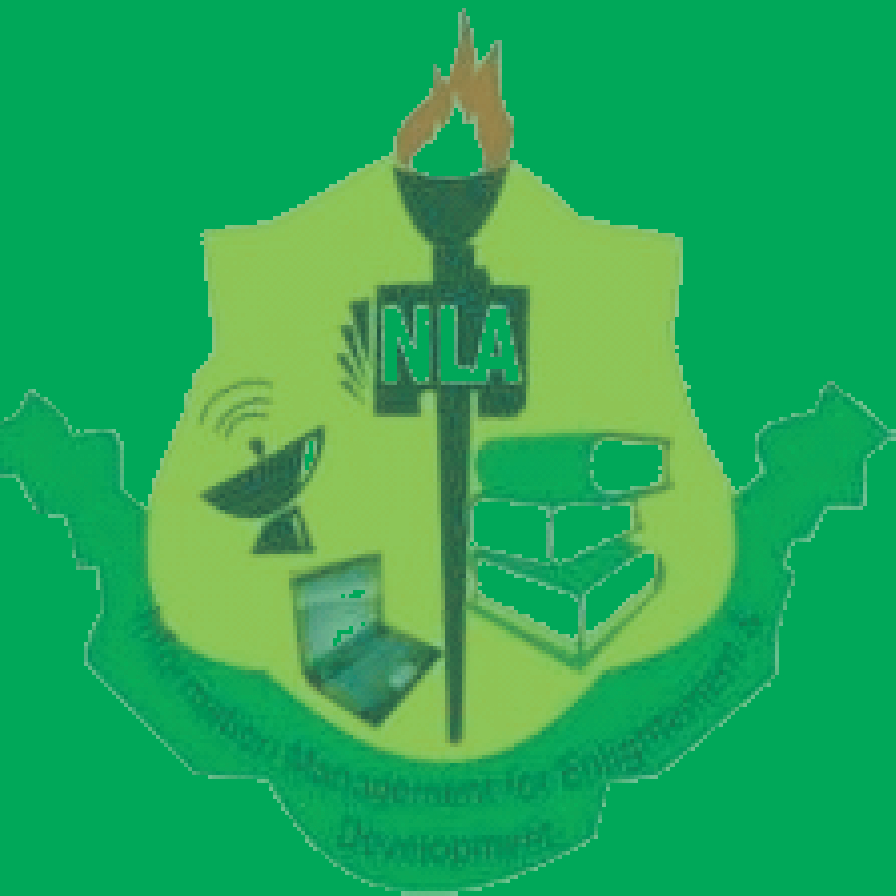 NLA
Information Management for Enlightenment &
Development